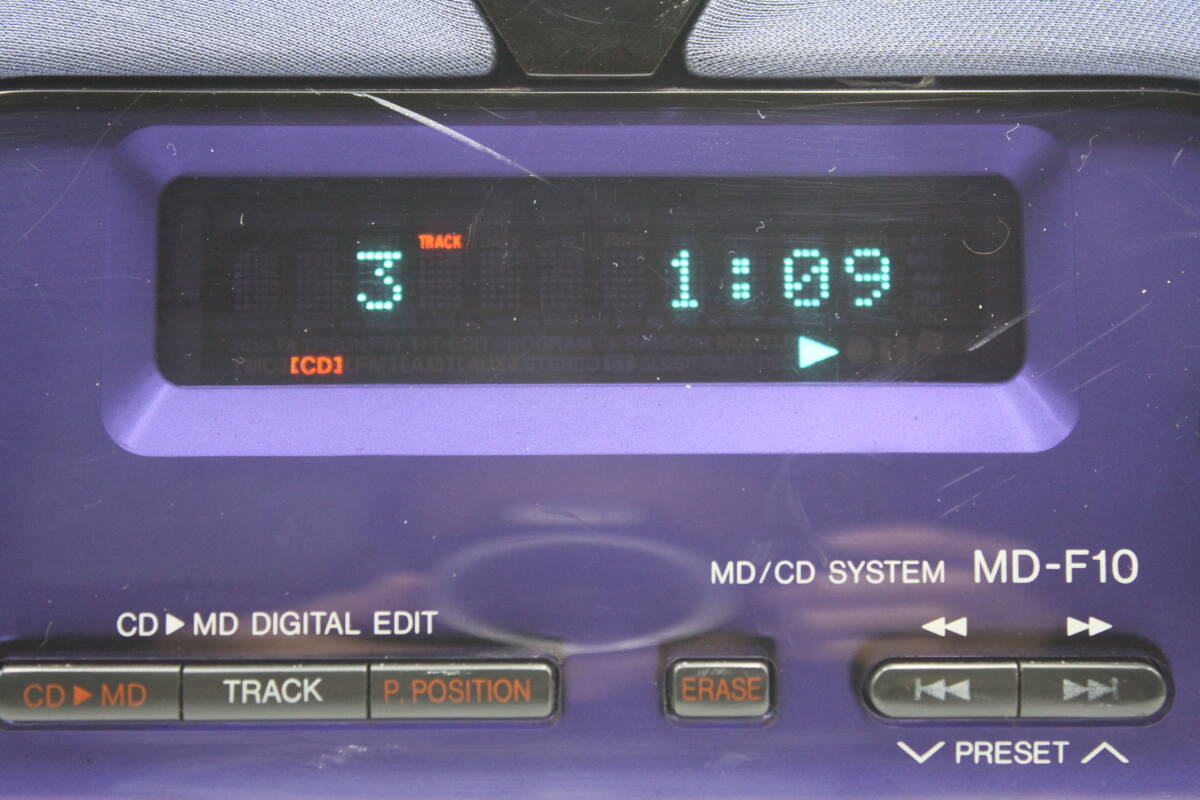 TRACK
3 1:09
[CD]
MD/CD SYSTEM MD-F10
CD▶MD DIGITAL EDIT
CD▶MD TRACK P. POSITION ERASE
PRESET